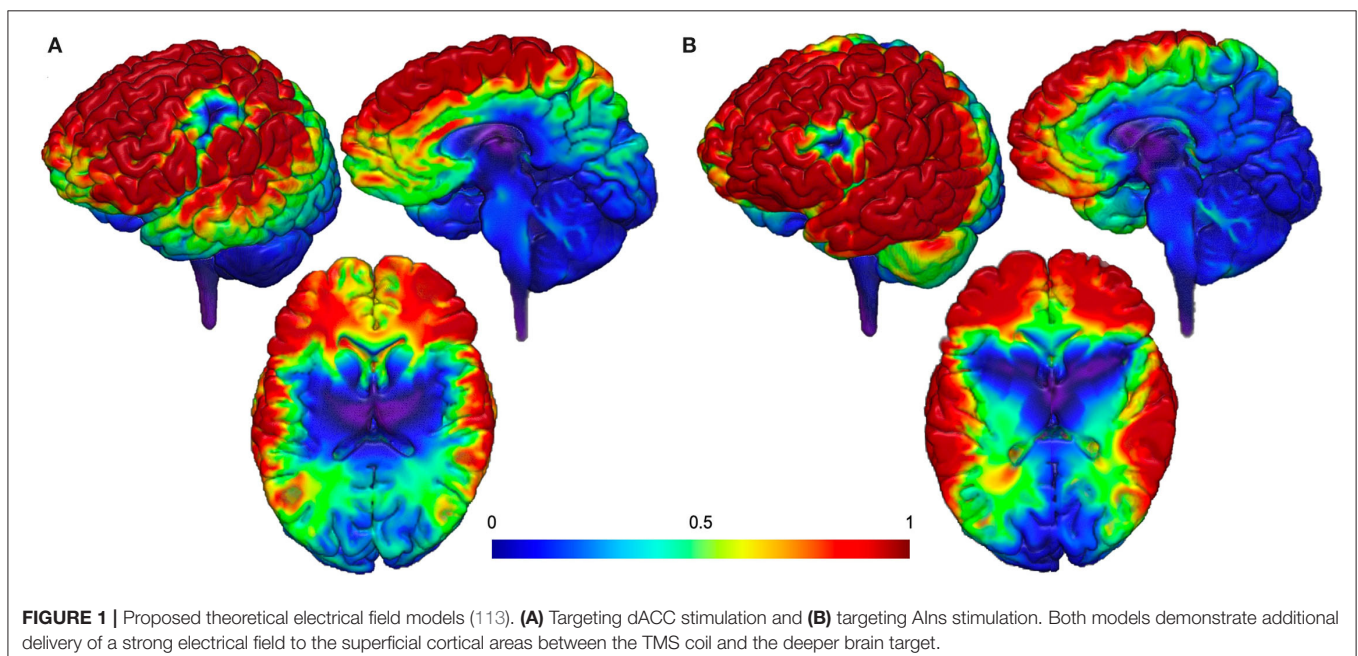 A
B
0
0.5
1
FIGURE 1 | Proposed theoretical electrical field models (113). (A) Targeting dACC stimulation and (B) targeting AIns stimulation. Both models demonstrate additional
delivery of a strong electrical field to the superficial cortical areas between the TMS coil and the deeper brain target.